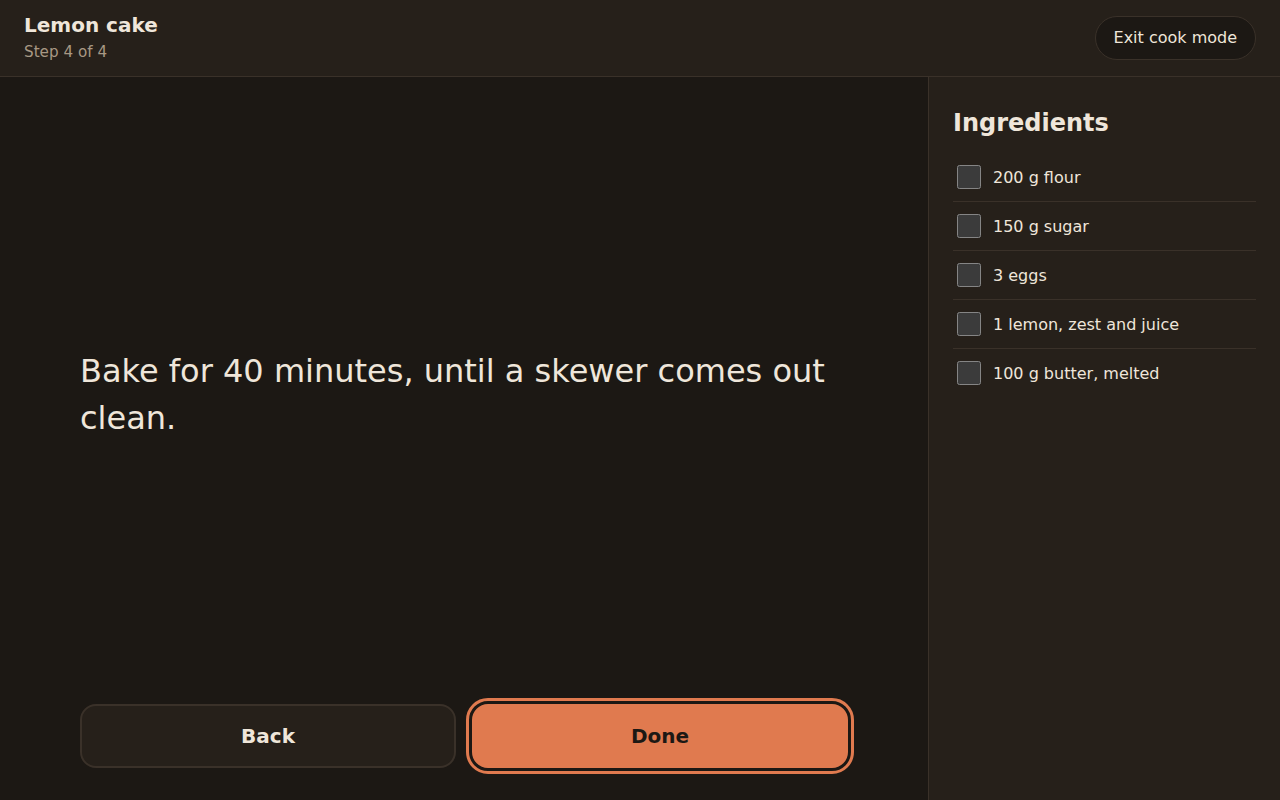 Lemon cake
Step 4 of 4
Exit cook mode
Bake for 40 minutes, until a skewer comes out
clean.
Back
Done
Ingredients
200 g flour
150 g sugar
3 eggs
1 lemon, zest and juice
100 g butter, melted